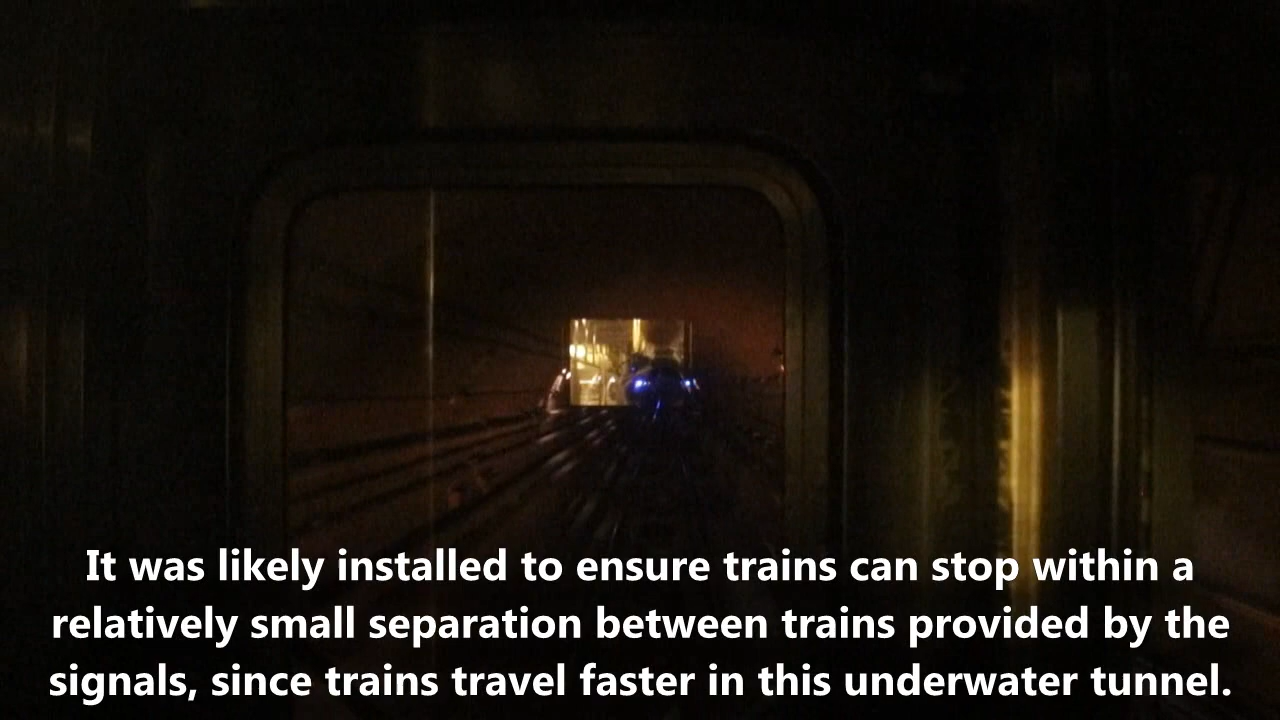 It was likely installed to ensure trains can stop within a
relatively small separation between trains provided by the
signals, since trains travel faster in this underwater tunnel.